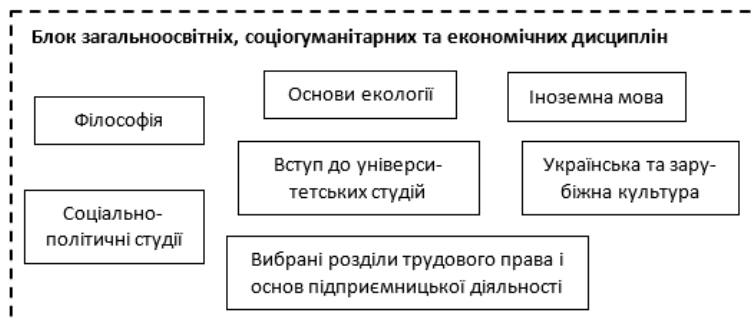 Блок загальноосвітніх, соціогуманітарних та економічних дисциплін
Основи екології
Іноземна мова
Філософія
Вступ до універси-
тетських студій
Українська та зару-
біжна культура
Соціально-
політичні студії
Вибрані розділи трудового права і
основ підприємницької діяльності